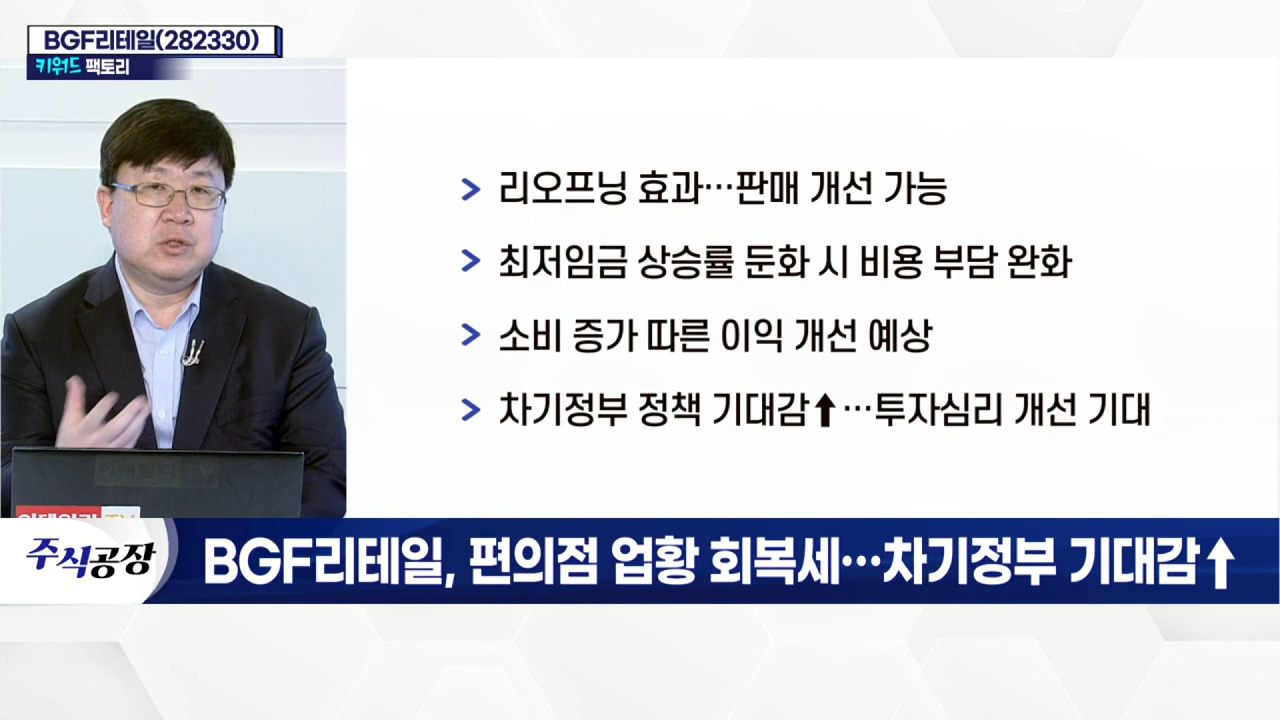 BGF리테일(282330)
키워드 팩토리
> 리오프닝 효과…판매 개선 가능
> 최저임금 상승률 둔화 시 비용 부담 완화
> 소비 증가 따른 이익 개선 예상
> 차기정부 정책 기대감↑…투자심리 개선 기대
이데일리 TV
주식공장
BGF리테일, 편의점 업황 회복세…차기정부 기대감↑